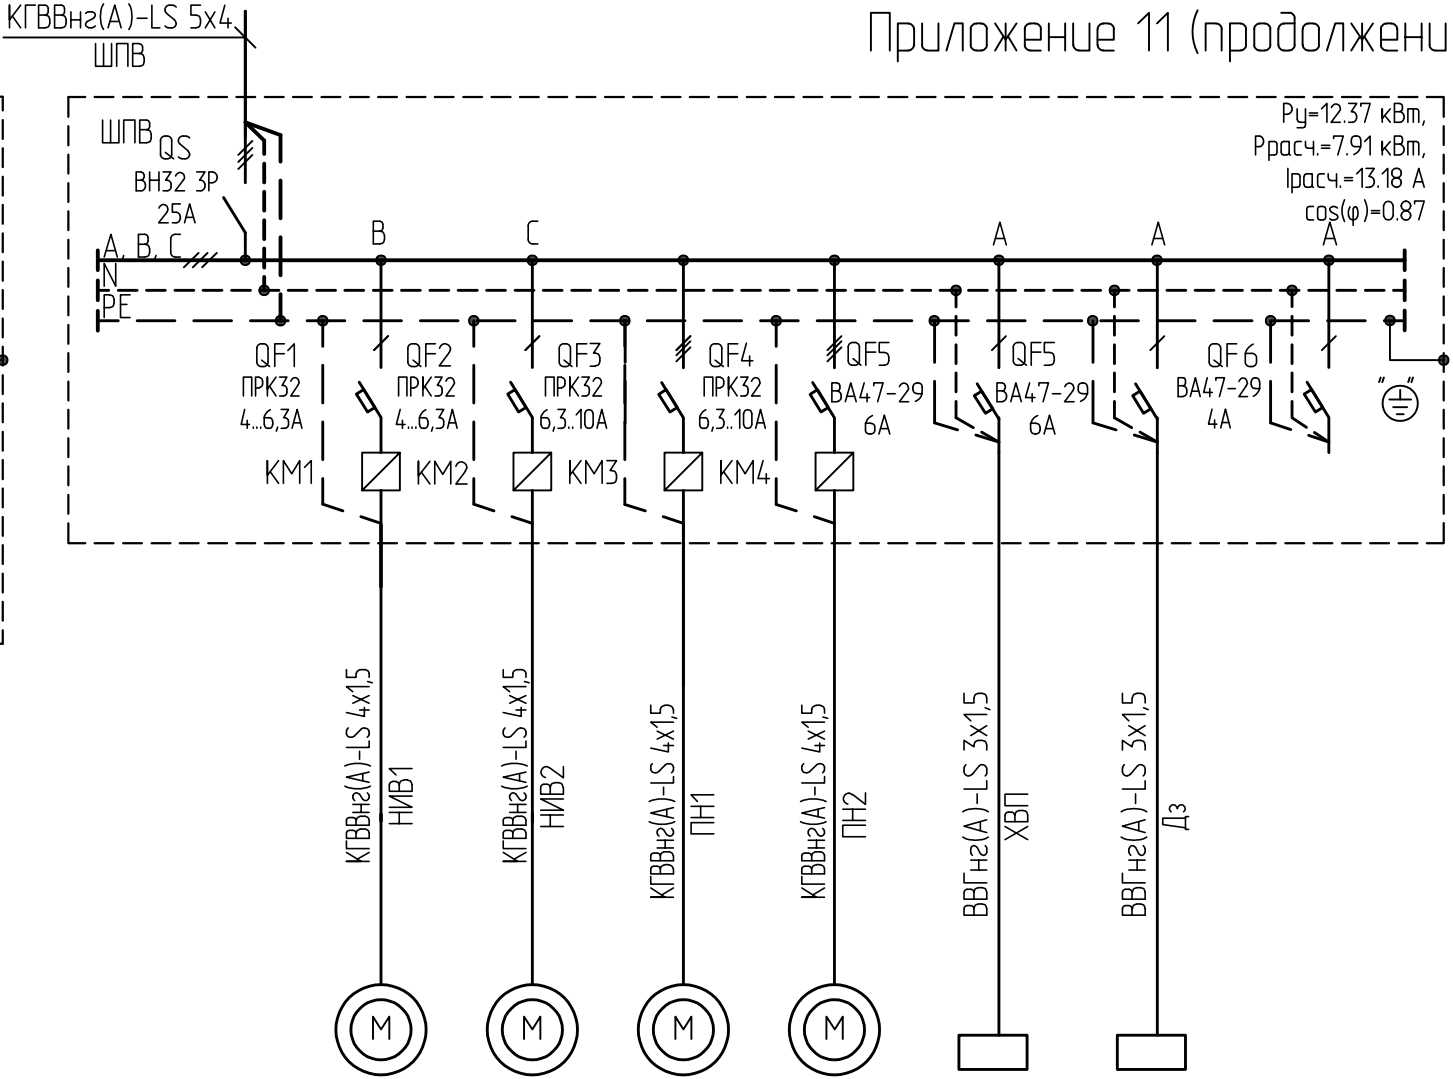 КГВВнг(А)-LS 5х4
ШПВ
Приложение 11 (продолжени
ШПВ
QS
ВН32 3Р
25А
Ру=12.37 кВт,
Ррасч.=7.91 кВт,
Iрасч.=13.18 А
cos(φ)=0.87
А, В, С
В
С
А
А
А
N
PE
QF1
ПРК32
4...6,3А
QF2
ПРК32
4...6,3А
QF3
ПРК32
6,3..10А
QF4
ПРК32
6,3..10А
QF5
ВА47-29
6А
QF5
ВА47-29
6А
QF6
ВА47-29
4А
" "
КМ1
КМ2
КМ3
КМ4
КГВВнг(А)-LS 4х1,5
НИВ1
КГВВнг(А)-LS 4х1,5
НИВ2
КГВВнг(А)-LS 4х1,5
ПН1
КГВВнг(А)-LS 4х1,5
ПН2
ВВГнг(А)-LS 3х1,5
ХВП
ВВГнг(А)-LS 3х1,5
Дз
М
М
М
М